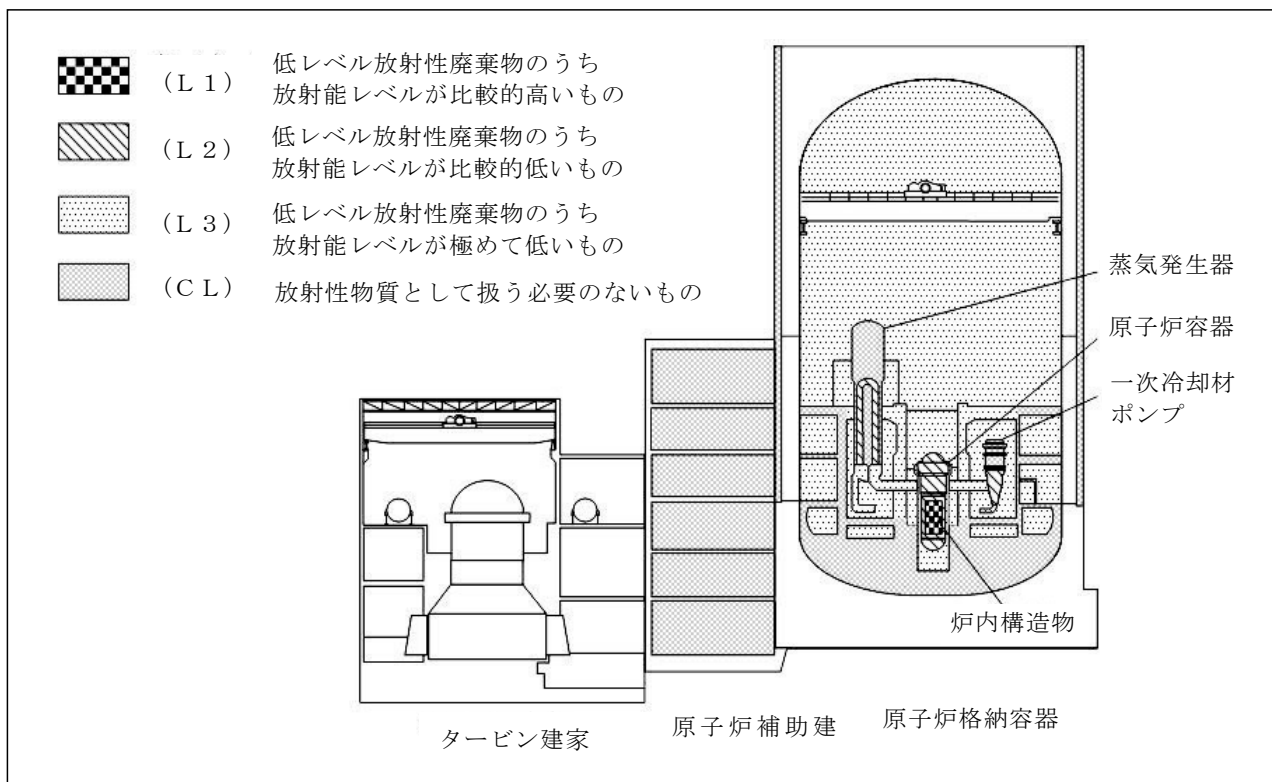 (L1) 低レベル放射性廃棄物のうち
放射能レベルが比較的高いもの
(L2) 低レベル放射性廃棄物のうち
放射能レベルが比較的低いもの
(L3) 低レベル放射性廃棄物のうち
放射能レベルが極めて低いもの
(CL) 放射性物質として扱う必要のないもの
蒸気発生器
原子炉容器
一次冷却材
ポンプ
炉内構造物
タービン建家
原子炉補助建
原子炉格納容器